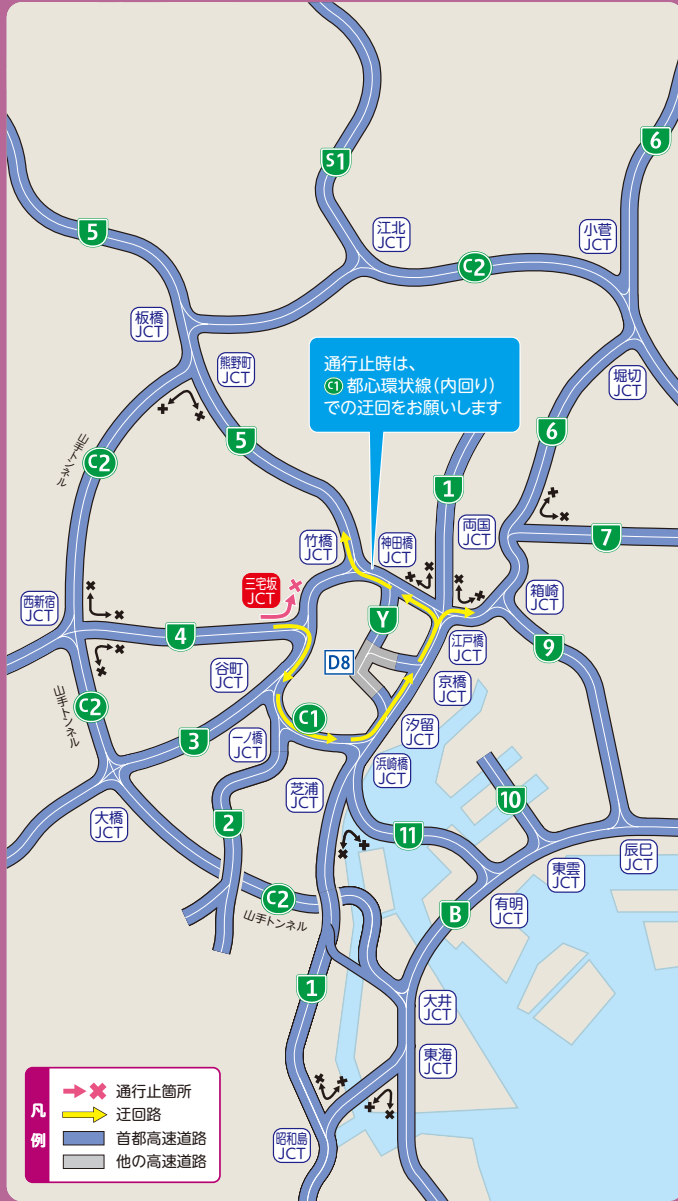 6
S1
5
江北
JCT
小菅
JCT
C2
板橋
JCT
熊野町
JCT
通行止時は、
C1 都心環状線(内回り)
での迂回をお願いします
堀切
JCT
山手トンネル
C2
5
6
1
竹橋
JCT
神田橋
JCT
両国
JCT
7
三宅坂
JCT
西新宿
JCT
箱崎
JCT
Y
4
江戸橋
JCT
9
谷町
JCT
D8
京橋
JCT
山手トンネル
C2
C1
汐留
JCT
3
一ノ橋
JCT
浜崎橋
JCT
芝浦
JCT
10
大橋
JCT
2
11
辰巳
JCT
東雲
JCT
C2
山手トンネル
有明
JCT
B
1
大井
JCT
東海
JCT
昭和島
JCT
凡例
通行止箇所
迂回路
首都高速道路
他の高速道路